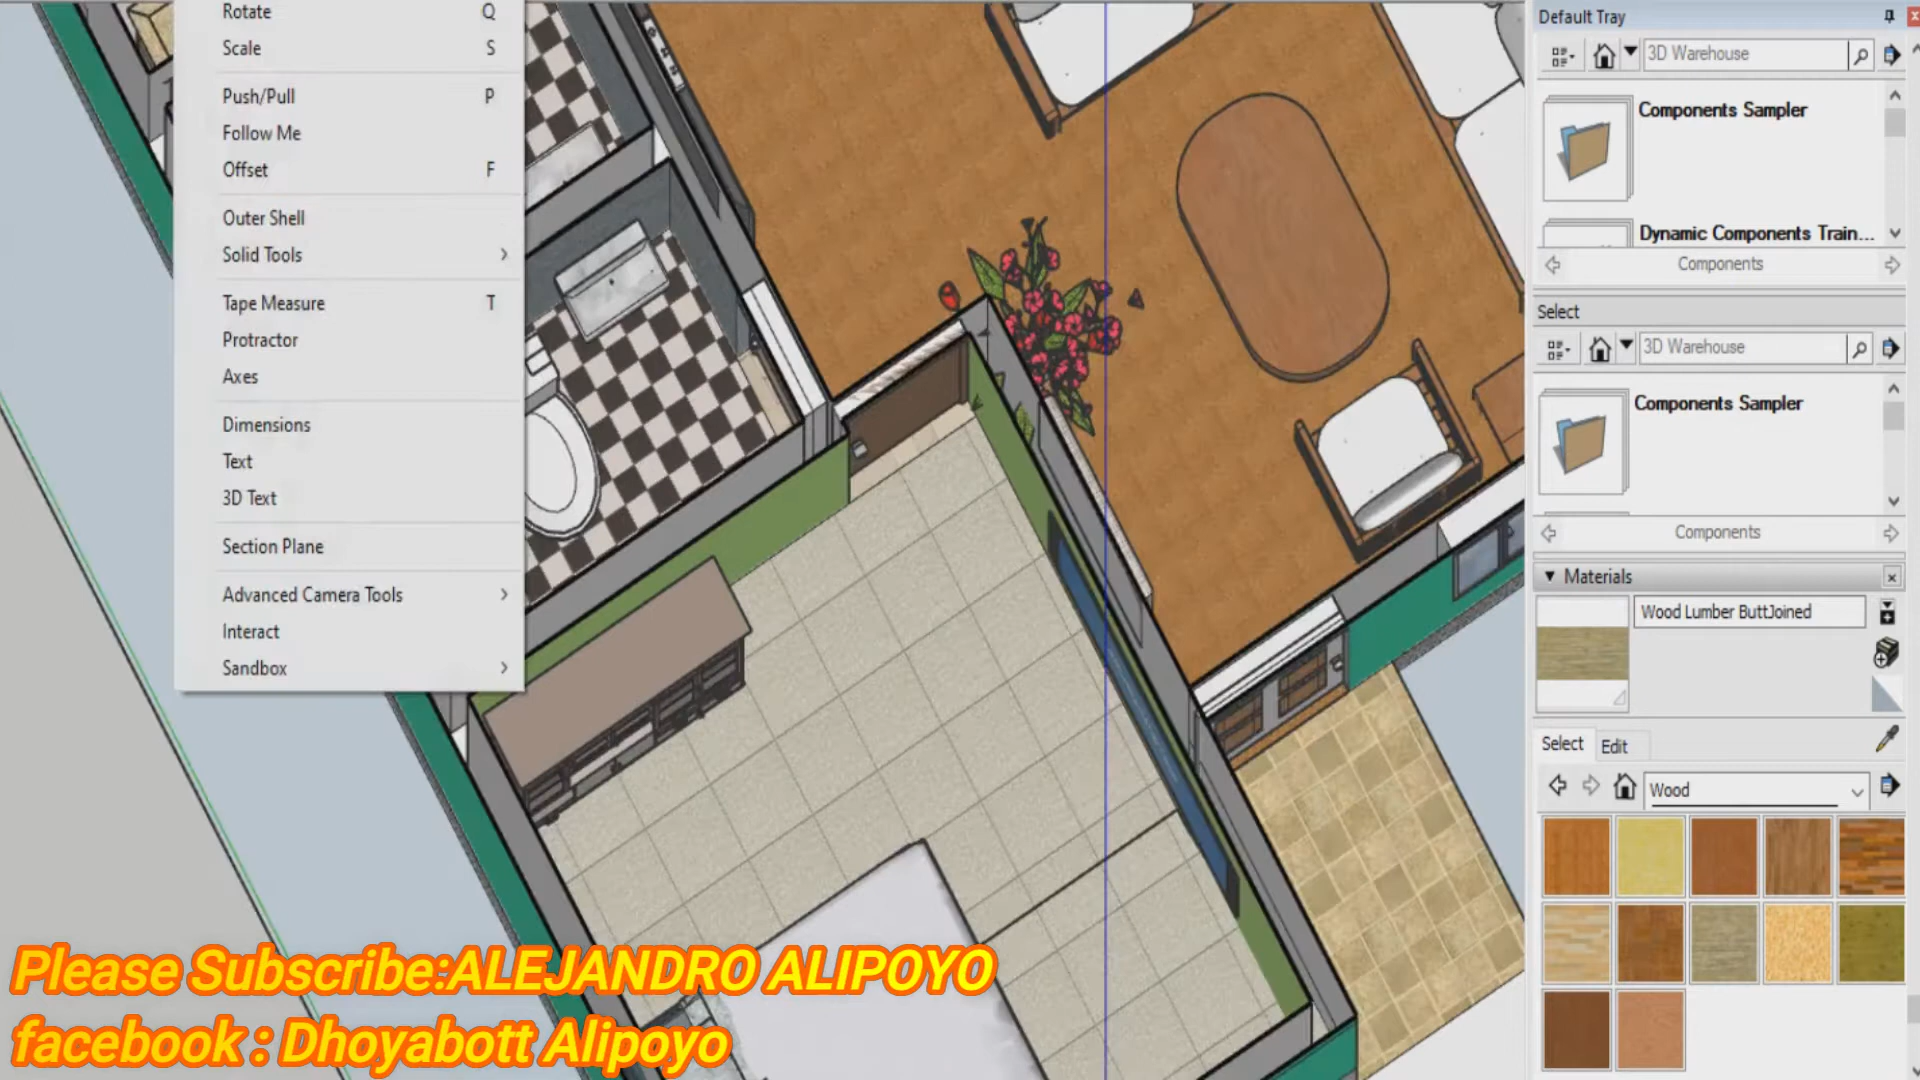 Rotate Q
Scale S
Push/Pull P
Follow Me
Offset F
Outer Shell
Solid Tools
Tape Measure T
Protractor
Axes
Dimensions
Text
3D Text
Section Plane
Advanced Camera Tools
Interact
Sandbox
Default Tray
3D Warehouse
Components Sampler
Dynamic Components Train...
Components
Select
3D Warehouse
Components Sampler
Components
Materials
Wood Lumber ButtJoined
Select Edit
Wood
Please Subscribe:ALEJANDRO ALIPOYO
facebook : Dhoyabott Alipoyo